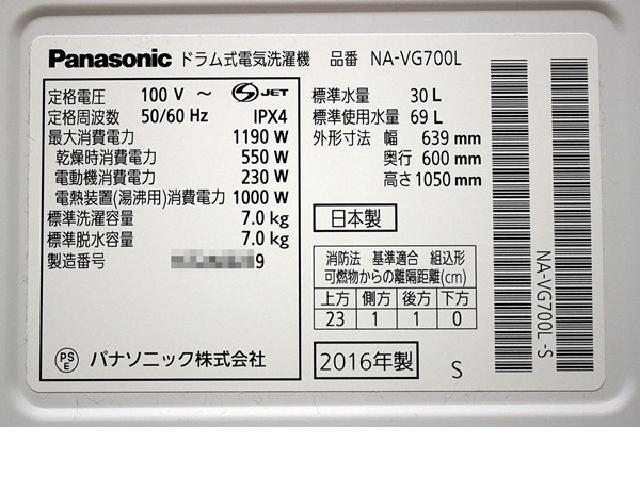 Panasonic ドラム式電気洗濯機 品番 NA-VG700L
定格電圧 100 V ～ S JET
定格周波数 50/60 Hz IPX4
最大消費電力 1190 W
乾燥時消費電力 550 W
電動機消費電力 230 W
電熱装置(湯沸用)消費電力 1000 W
標準洗濯容量 7.0 kg
標準脱水容量 7.0 kg
製造番号 9
PS E パナソニック株式会社
標準水量 30 L
標準使用水量 69 L
外形寸法 幅 639 mm
奥行 600 mm
高さ 1050 mm
日本製
消防法 基準適合 組込形
可燃物からの離隔距離(cm)
上方 側方 後方 下方
23 1 1 0
2016年製 S
NA-VG700L -S